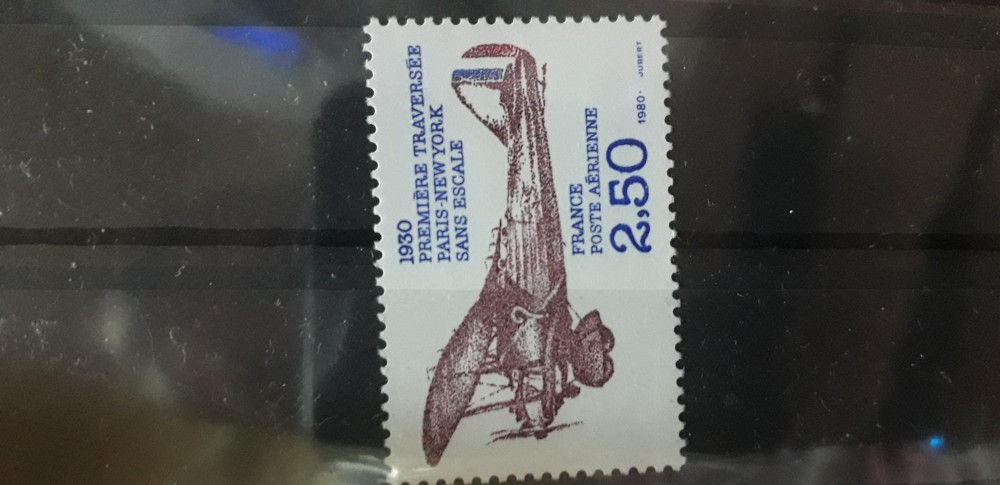 1930
PREMIÈRE TRAVERSÉE
PARIS-NEW YORK
SANS ESCALE
FRANCE
POSTE AÉRIENNE
2,50
1980- JUBERT